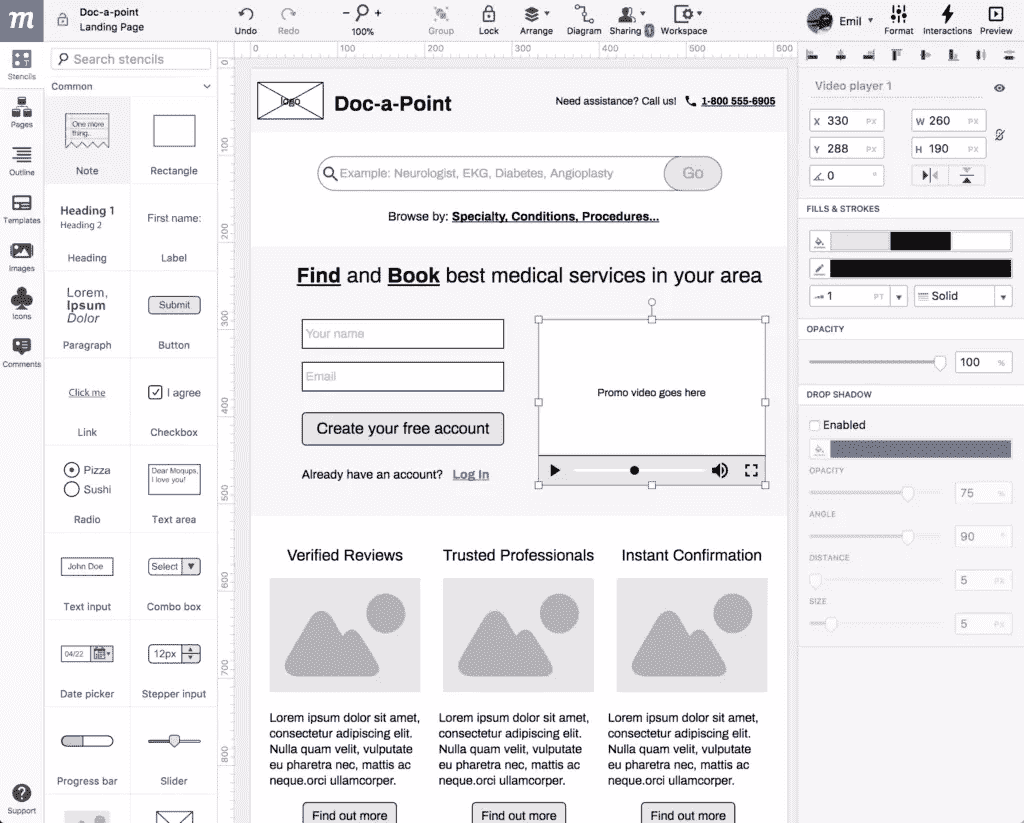 m
Doc-a-point
Landing Page
Undo
Redo
100%
Group
Lock
Arrange
Diagram
Sharing
Workspace
Emil
Format
Interactions
Preview
Stencils
Pages
Outline
Templates
Images
Icons
Comments
Support
Search stencils
Common
One more
thing.
Note
Rectangle
Heading 1
Heading 2
Heading
First name:
Label
Lorem,
Ipsum
Dolor
Paragraph
Submit
Button
Click me
Link
I agree
Checkbox
Pizza
Sushi
Radio
Dear Moqups,
I love you!
Text area
John Doe
Text input
Select
Combo box
04/22
Date picker
12px
Stepper input
Progress bar
Slider
0 100 200 300 400 500 600
0
100
200
300
400
500
600
700
800
logo
Doc-a-Point
Need assistance? Call us! 1-800 555-6905
Example: Neurologist, EKG, Diabetes, Angioplasty
Go
Browse by: Specialty, Conditions, Procedures...
Find and Book best medical services in your area
Your name
Email
Create your free account
Already have an account? Log In
Promo video goes here
Verified Reviews
Trusted Professionals
Instant Confirmation
Lorem ipsum dolor sit amet,
consectetur adipiscing elit.
Nulla quam velit, vulputate
eu pharetra nec, mattis ac
neque.orci ullamcorper.
Find out more
Lorem ipsum dolor sit amet,
consectetur adipiscing elit.
Nulla quam velit, vulputate
eu pharetra nec, mattis ac
neque.orci ullamcorper.
Find out more
Lorem ipsum dolor sit amet,
consectetur adipiscing elit.
Nulla quam velit, vulputate
eu pharetra nec, mattis ac
neque.orci ullamcorper.
Find out more
Video player 1
X 330 PX
W 260 PX
Y 288 PX
H 190 PX
0 °
FILLS & STROKES
1 PT
Solid
OPACITY
100 %
DROP SHADOW
Enabled
OPACITY
75 %
ANGLE
90 °
DISTANCE
5 PX
SIZE
5 PX